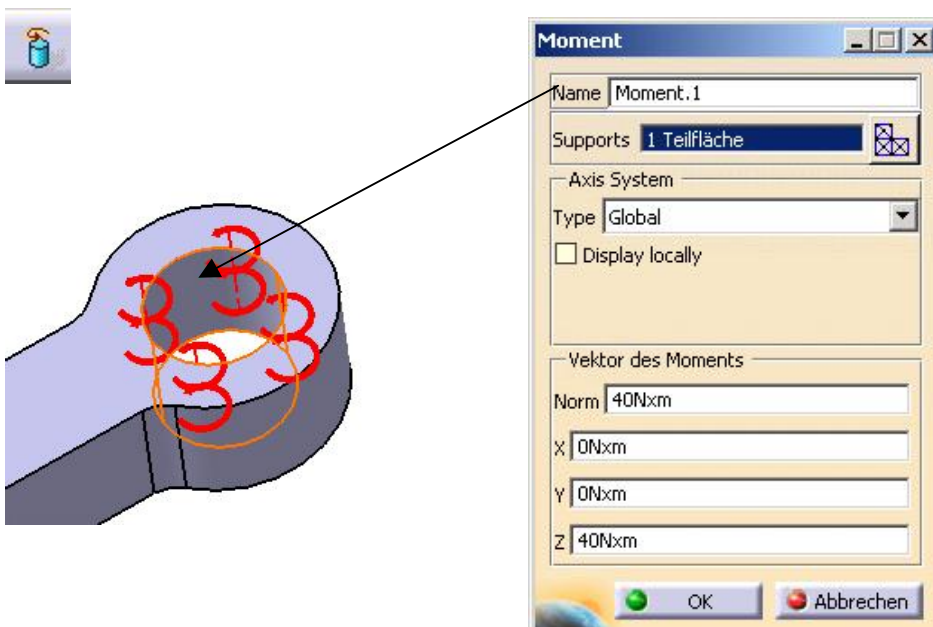 Moment
Name Moment.1
Supports 1 Teilfläche
Axis System
Type Global
Display locally
Vektor des Moments
Norm 40Nxm
X 0Nxm
Y 0Nxm
Z 40Nxm
OK Abbrechen